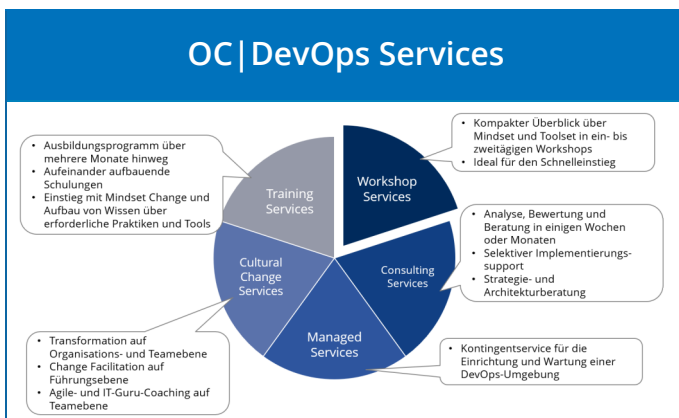 OC|DevOps Services
• Ausbildungsprogramm über
mehrere Monate hinweg
• Aufeinander aufbauende
Schulungen
• Einstieg mit Mindset Change und
Aufbau von Wissen über
erforderliche Praktiken und Tools
• Kompakter Überblick über
Mindset und Toolset in ein- bis
zweitägigen Workshops
• Ideal für den Schnelleinstieg
Training
Services
Workshop
Services
• Analyse, Bewertung und
Beratung in einigen Wochen
oder Monaten
• Selektiver Implementierungs-
support
• Strategie- und
Architekturberatung
Cultural
Change
Services
Consulting
Services
Managed
Services
• Transformation auf
Organisations- und Teamebene
• Change Facilitation auf
Führungsebene
• Agile- und IT-Guru-Coaching auf
Teamebene
• Kontingentservice für die
Einrichtung und Wartung einer
DevOps-Umgebung